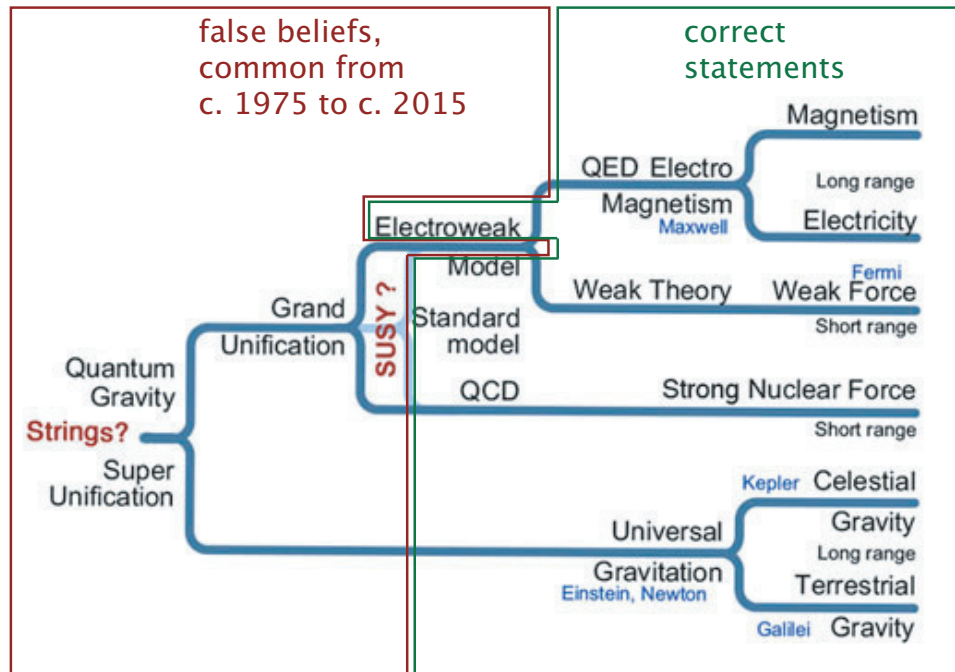 false beliefs,
common from
c. 1975 to c. 2015
correct
statements
Magnetism
QED Electro
Long range
Magnetism
Maxwell
Electricity
Electroweak
Model
Fermi
Weak Theory
Weak Force
Short range
Grand
Unification
SUSY ?
Standard
model
Quantum
Gravity
QCD
Strong Nuclear Force
Short range
Strings?
Super
Unification
Kepler Celestial
Gravity
Universal
Long range
Gravitation
Einstein, Newton
Terrestrial
Galilei Gravity